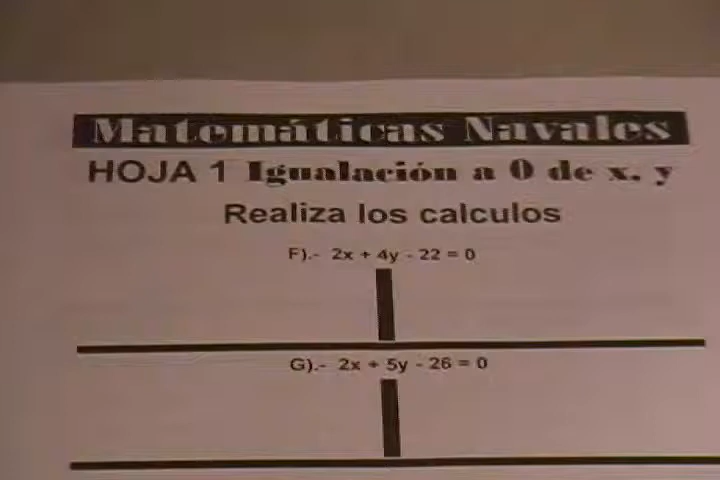 Matemáticas Navales
HOJA 1 Igualación a 0 de x. y
Realiza los calculos
F).- 2x + 4y - 22 = 0
G).- 2x + 5y - 26 = 0